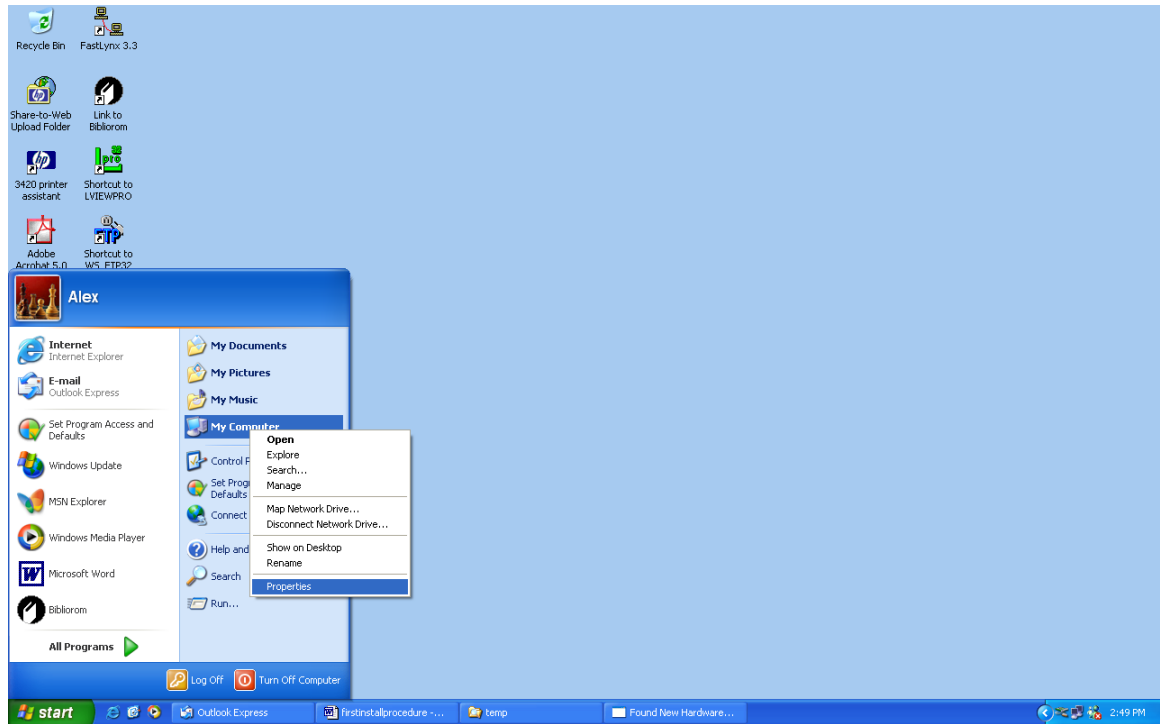 Recycle Bin
FastLynx 3.3
Share-to-Web
Upload Folder
Link to
Bibliorom
3420 printer
assistant
Shortcut to
LVIEWPRO
Adobe
Acrobat 5.0
Shortcut to
WS_FTP32
Alex
Internet
Internet Explorer
E-mail
Outlook Express
Set Program Access and
Defaults
Windows Update
MSN Explorer
Windows Media Player
Microsoft Word
Bibliorom
All Programs
My Documents
My Pictures
My Music
My Computer
Control P
Set Progr
Defaults
Connect
Help and
Search
Run...
Open
Explore
Search...
Manage
Map Network Drive...
Disconnect Network Drive...
Show on Desktop
Rename
Properties
Log Off
Turn Off Computer
start
Outlook Express
firstinstallprocedure -...
temp
Found New Hardware...
2:49 PM